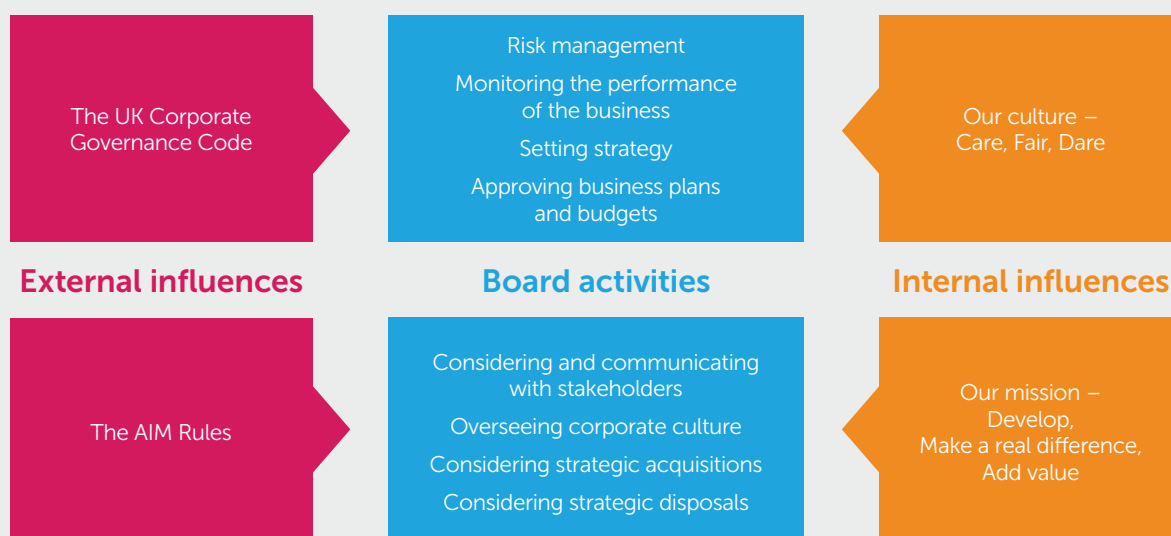 The UK Corporate
Governance Code
Risk management
Monitoring the performance
of the business
Setting strategy
Approving business plans
and budgets
Our culture –
Care, Fair, Dare
External influences
Board activities
Internal influences
The AIM Rules
Considering and communicating
with stakeholders
Overseeing corporate culture
Considering strategic acquisitions
Considering strategic disposals
Our mission –
Develop,
Make a real difference,
Add value